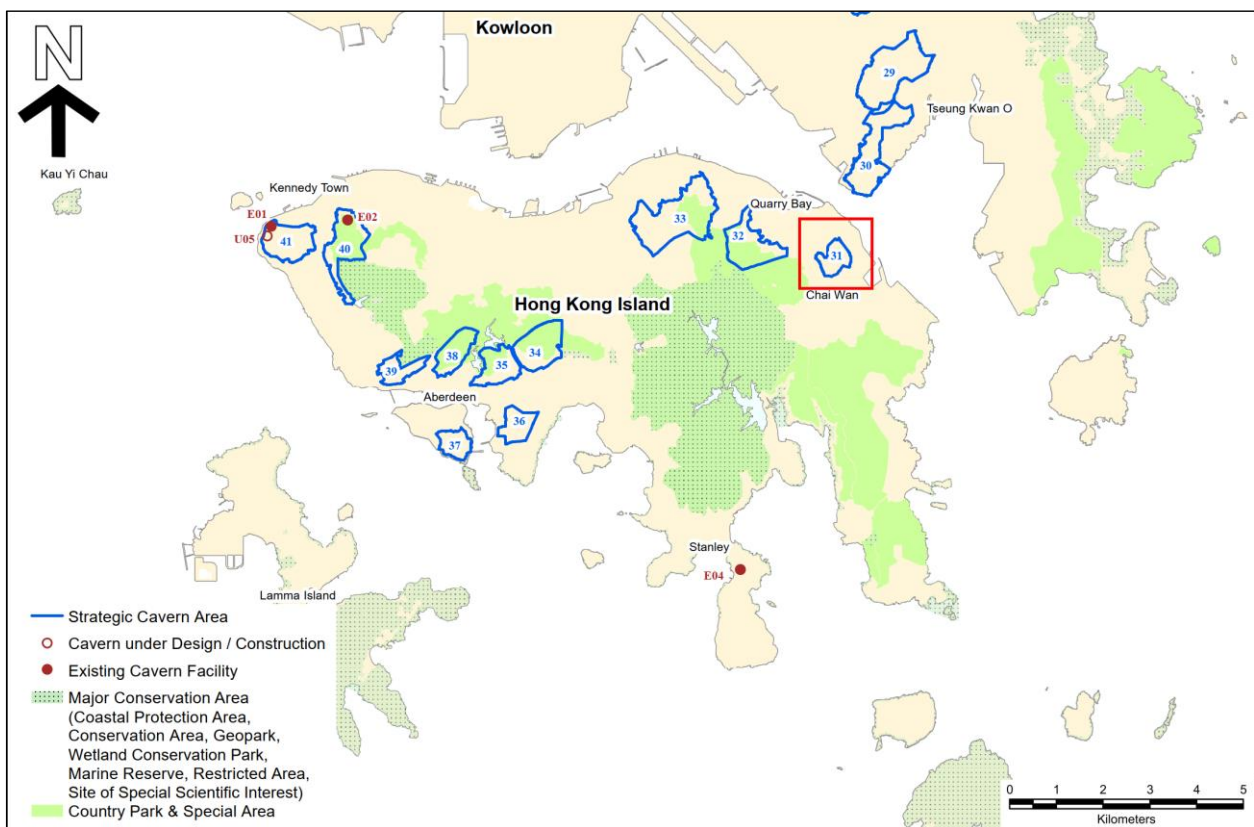 Kowloon
N
29
Tseung Kwan O
30
Kau Yi Chau
Kennedy Town
E01
E02
U05
41
40
33
Quarry Bay
32
31
Chai Wan
Hong Kong Island
38
35
34
39
Aberdeen
36
37
Stanley
E04
Lamma Island
Strategic Cavern Area
Cavern under Design / Construction
Existing Cavern Facility
Major Conservation Area
(Coastal Protection Area,
Conservation Area, Geopark,
Wetland Conservation Park,
Marine Reserve, Restricted Area,
Site of Special Scientific Interest)
Country Park & Special Area
0 1 2 3 4 5
Kilometers